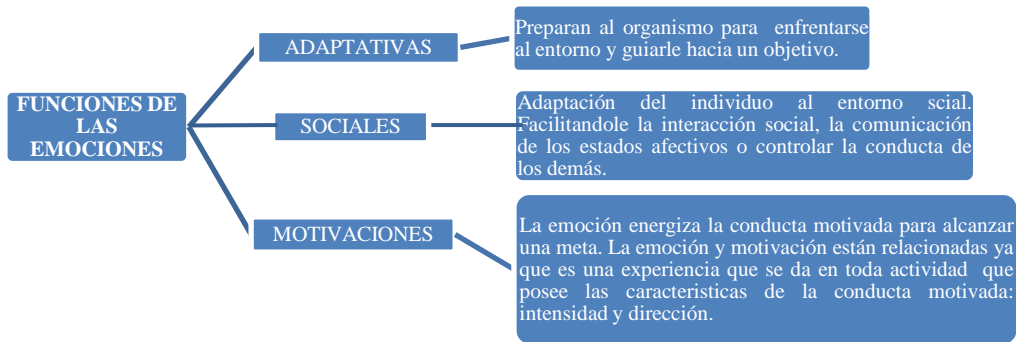 FUNCIONES DE
LAS
EMOCIONES
ADAPTATIVAS
Preparan al organismo para enfrentarse
al entorno y guiarle hacia un objetivo.
SOCIALES
Adaptación del individuo al entorno scial.
Facilitandole la interacción social, la comunicación
de los estados afectivos o controlar la conducta de
los demás.
MOTIVACIONES
La emoción energiza la conducta motivada para alcanzar
una meta. La emoción y motivación están relacionadas ya
que es una experiencia que se da en toda actividad que
posee las caracteristicas de la conducta motivada:
intensidad y dirección.